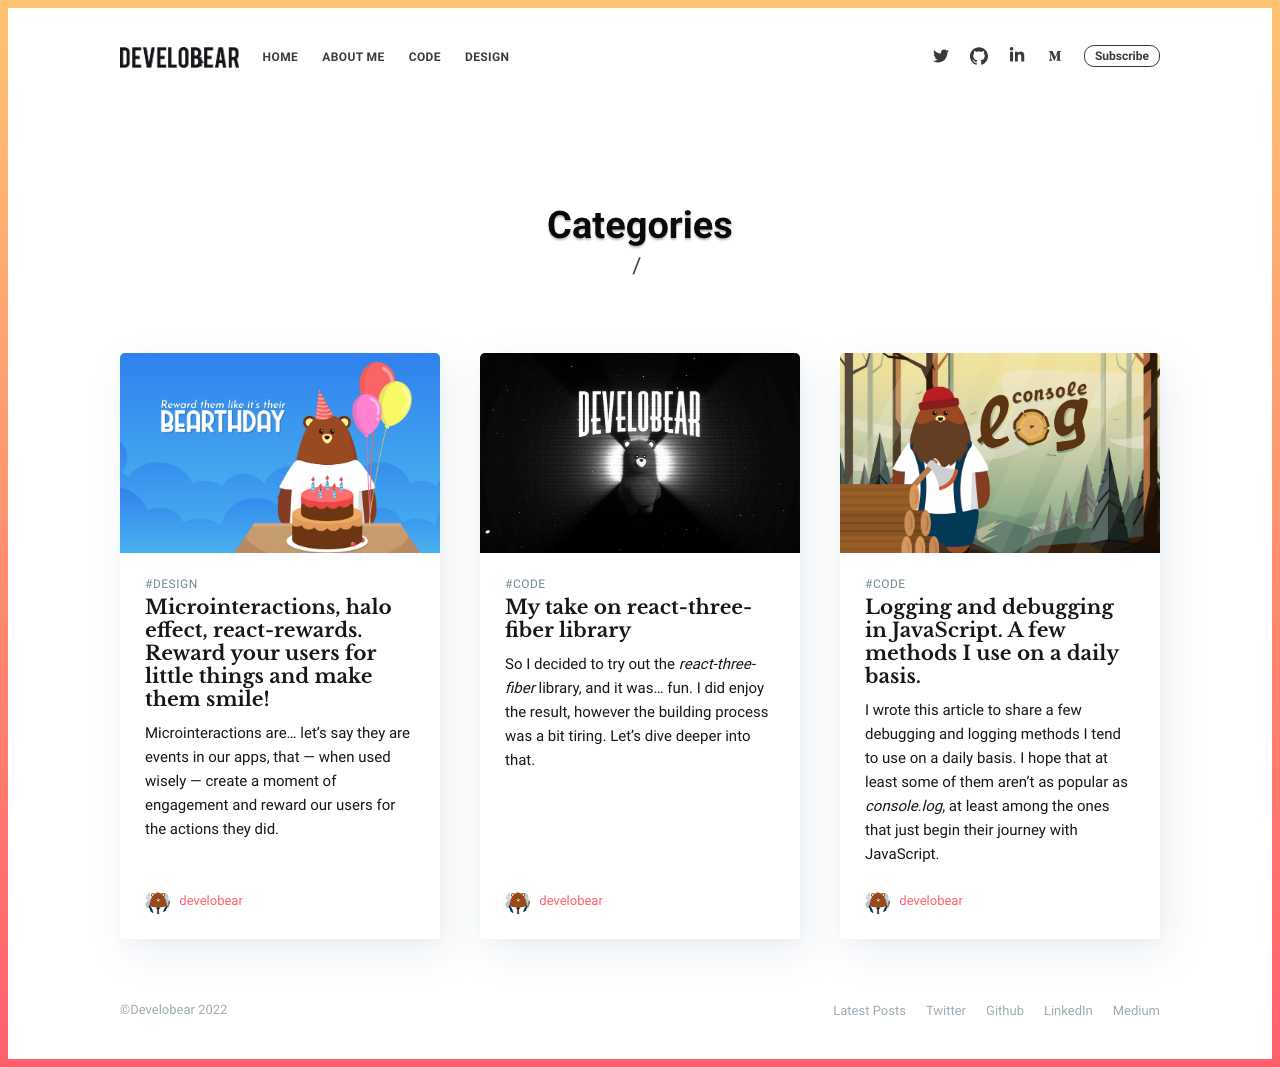 DEVELOBEAR HOME ABOUT ME CODE DESIGN Subscribe
Categories
/
Reward them like it's their
BEARTHDAY
#DESIGN
Microinteractions, halo
effect, react-rewards.
Reward your users for
little things and make
them smile!
Microinteractions are… let’s say they are
events in our apps, that — when used
wisely — create a moment of
engagement and reward our users for
the actions they did.
develobear
DEVELOBEAR
#CODE
My take on react-three-
fiber library
So I decided to try out the react-three-
fiber library, and it was… fun. I did enjoy
the result, however the building process
was a bit tiring. Let’s dive deeper into
that.
develobear
console
log
#CODE
Logging and debugging
in JavaScript. A few
methods I use on a daily
basis.
I wrote this article to share a few
debugging and logging methods I tend
to use on a daily basis. I hope that at
least some of them aren’t as popular as
console.log, at least among the ones
that just begin their journey with
JavaScript.
develobear
©Develobear 2022
Latest Posts Twitter Github LinkedIn Medium